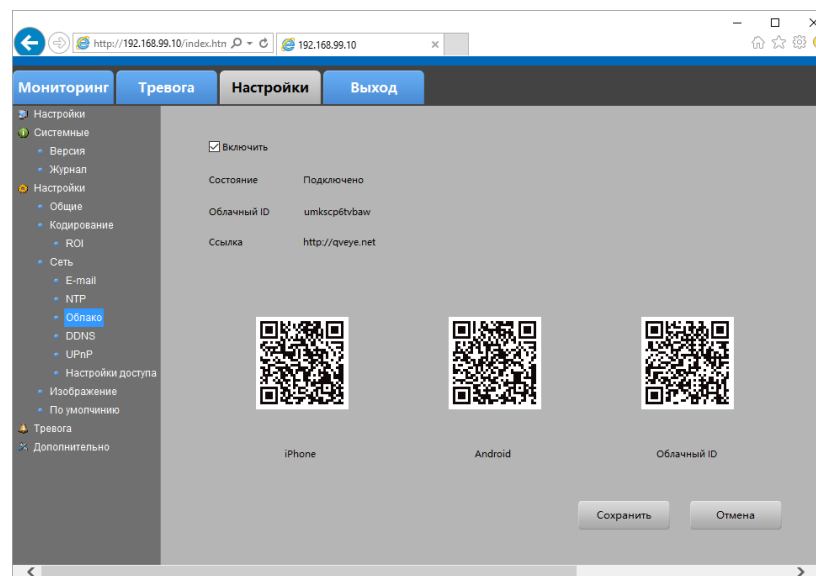 http://192.168.99.10/index.htn
192.168.99.10
Мониторинг
Тревога
Настройки
Выход
Настройки
Системные
Версия
Журнал
Настройки
Общие
Кодирование
ROI
Сеть
E-mail
NTP
Облако
DDNS
UPnP
Настройки доступа
Изображение
По умолчанию
Тревога
Дополнительно
Включить
Состояние Подключено
Облачный ID umkscp6tvbaw
Ссылка http://qveye.net
iPhone
Android
Облачный ID
Сохранить
Отмена